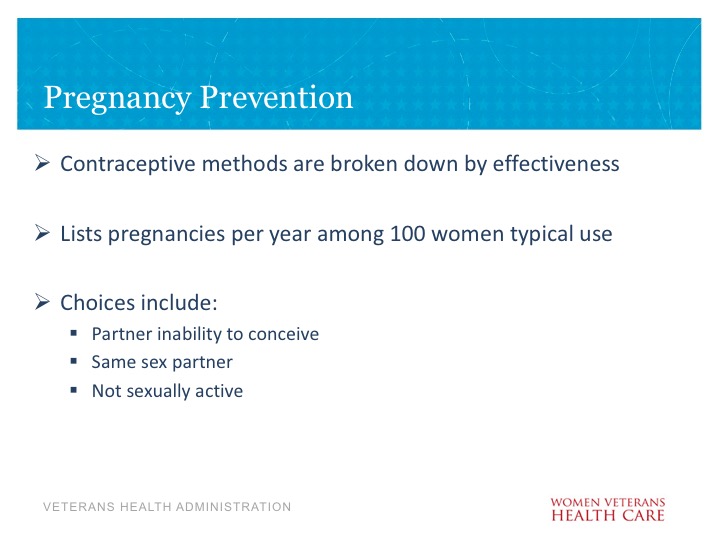 Pregnancy Prevention
➢ Contraceptive methods are broken down by effectiveness
➢ Lists pregnancies per year among 100 women typical use
➢ Choices include:
▪ Partner inability to conceive
▪ Same sex partner
▪ Not sexually active
VETERANS HEALTH ADMINISTRATION
WOMEN VETERANS
HEALTH CARE